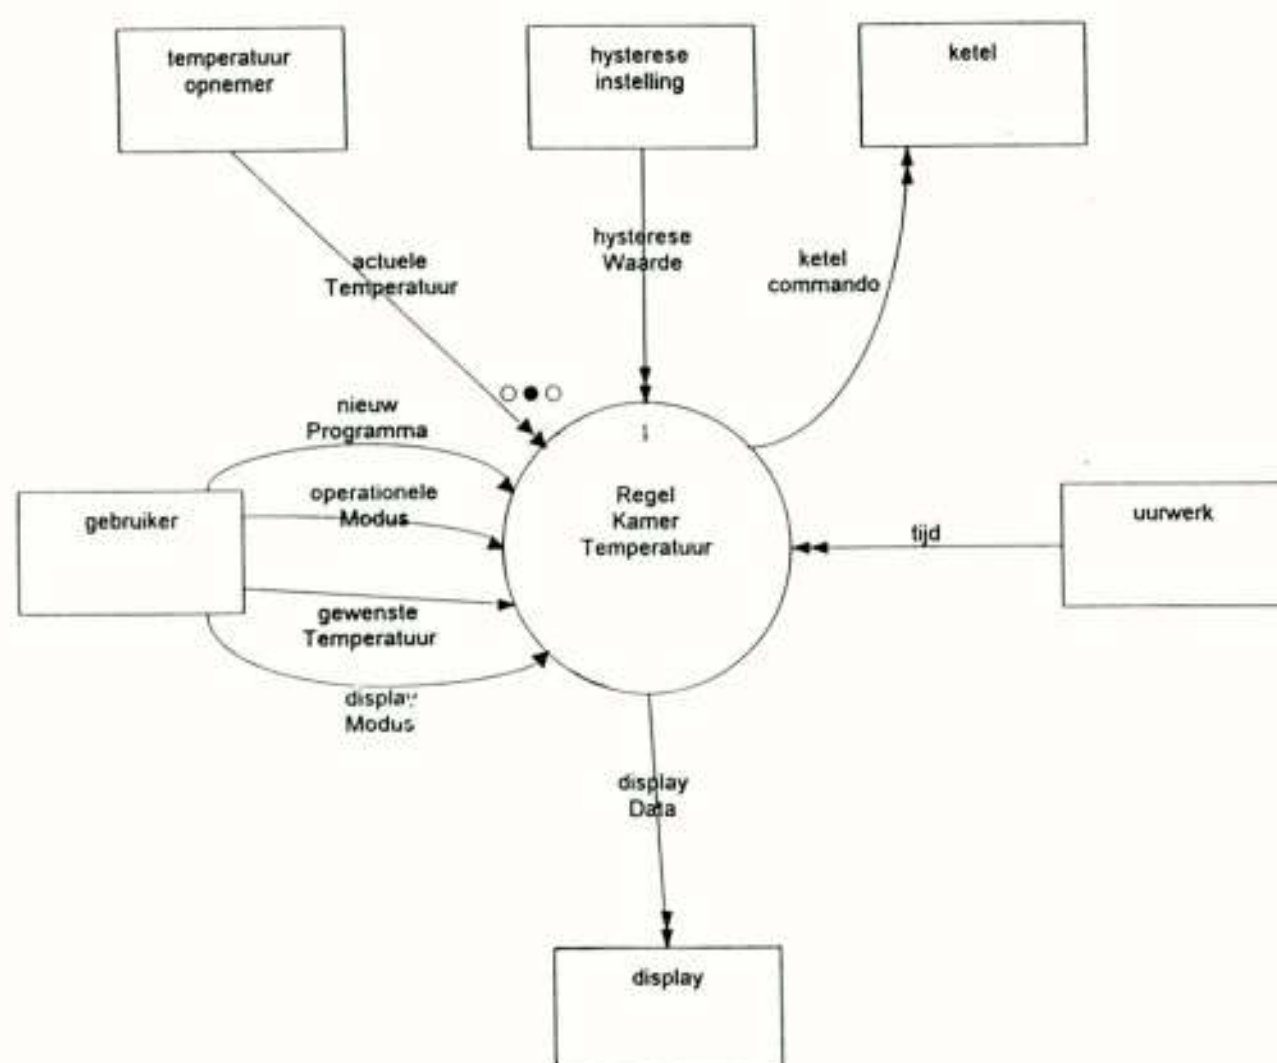 temperatuur
opnemer
hysterese
instelling
ketel
actuele
Temperatuur
hysterese
Waarde
ketel
commando
nieuw
Programma
operationele
Modus
gebruiker
gewenste
Temperatuur
display
Modus
Regel
Kamer
Temperatuur
tijd
uurwerk
display
Data
display